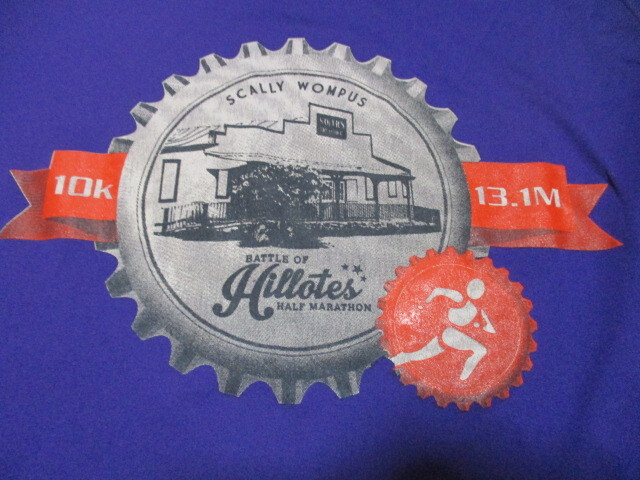 SCALLY WOMPUS
10K
13.1M
BATTLE OF
Hillotes
HALF MARATHON